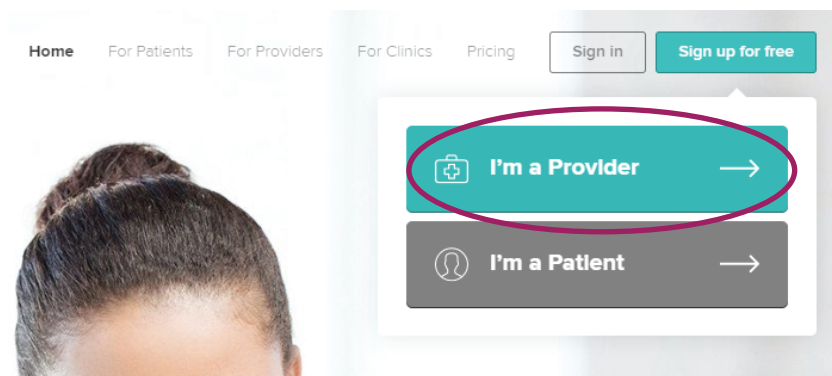 Home For Patients For Providers For Clinics Pricing Sign in Sign up for free
I'm a Provider
I'm a Patient